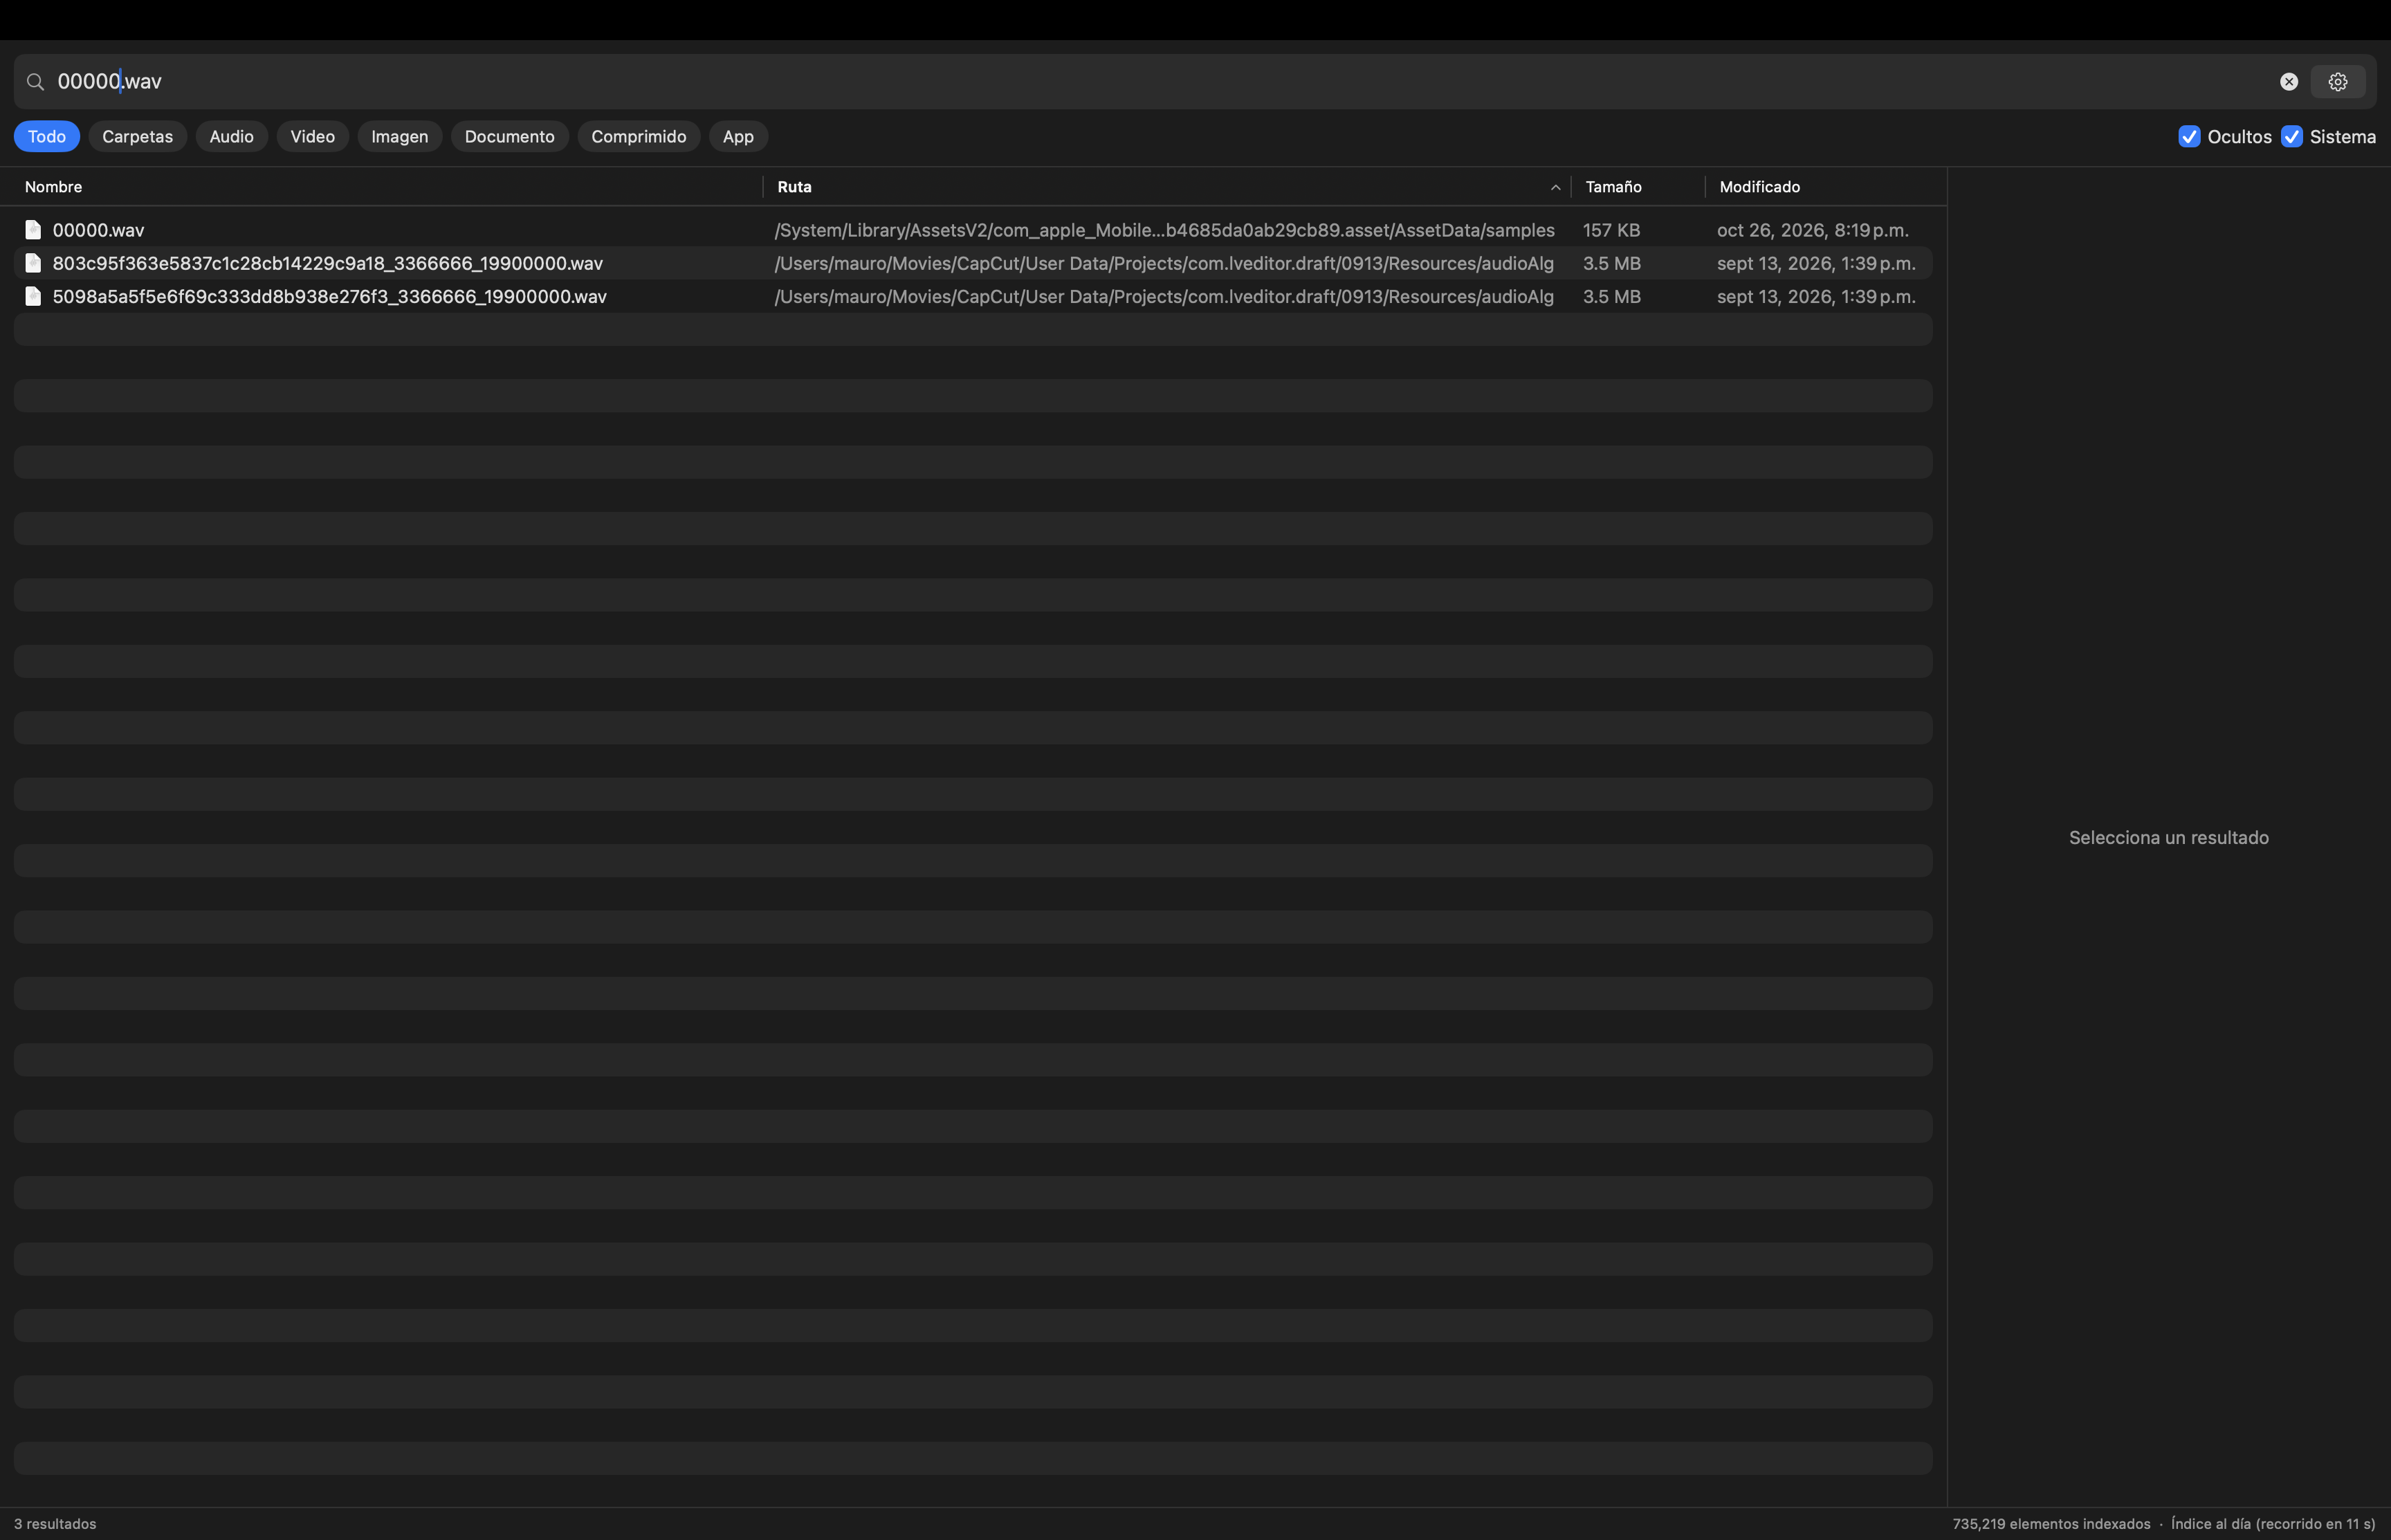 00000.wav
Todo Carpetas Audio Video Imagen Documento Comprimido App Ocultos Sistema
Nombre Ruta Tamaño Modificado
00000.wav /System/Library/AssetsV2/com_apple_Mobile...b4685da0ab29cb89.asset/AssetData/samples 157 KB oct 26, 2026, 8:19 p.m.
803c95f363e5837c1c28cb14229c9a18_3366666_19900000.wav /Users/mauro/Movies/CapCut/User Data/Projects/com.lveditor.draft/0913/Resources/audioAlg 3.5 MB sept 13, 2026, 1:39 p.m.
5098a5a5f5e6f69c333dd8b938e276f3_3366666_19900000.wav /Users/mauro/Movies/CapCut/User Data/Projects/com.lveditor.draft/0913/Resources/audioAlg 3.5 MB sept 13, 2026, 1:39 p.m.
Selecciona un resultado
3 resultados 735,219 elementos indexados · Índice al día (recorrido en 11 s)